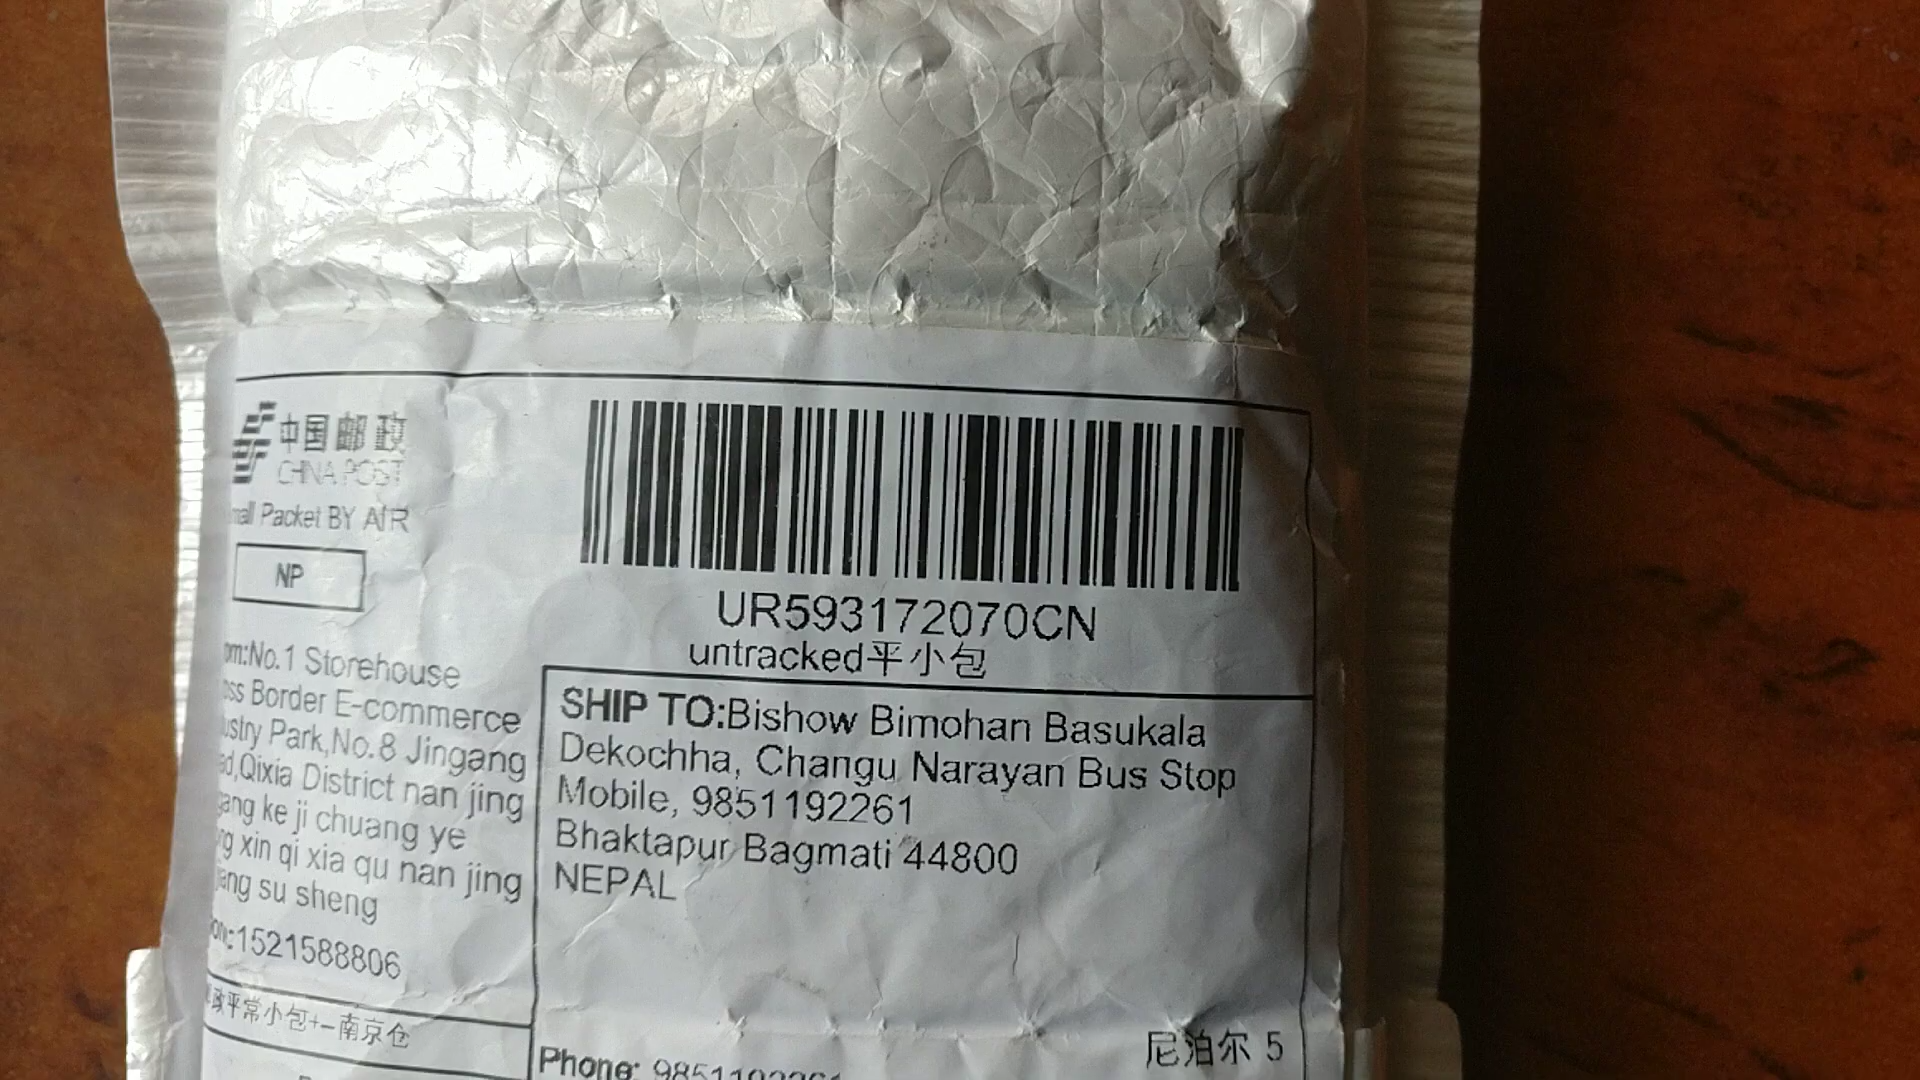 中国邮政
CHINA POST
mall Packet BY AIR
NP
UR593172070CN
untracked平小包
om:No.1 Storehouse
oss Border E-commerce
ustry Park,No.8 Jingang
ad,Qixia District nan jing
gang ke ji chuang ye
ng xin qi xia qu nan jing
jang su sheng
one:1521588806
政平常小包+-南京仓
SHIP TO:Bishow Bimohan Basukala
Dekochha, Changu Narayan Bus Stop
Mobile, 9851192261
Bhaktapur Bagmati 44800
NEPAL
尼泊尔 5
Phone: 9851192261